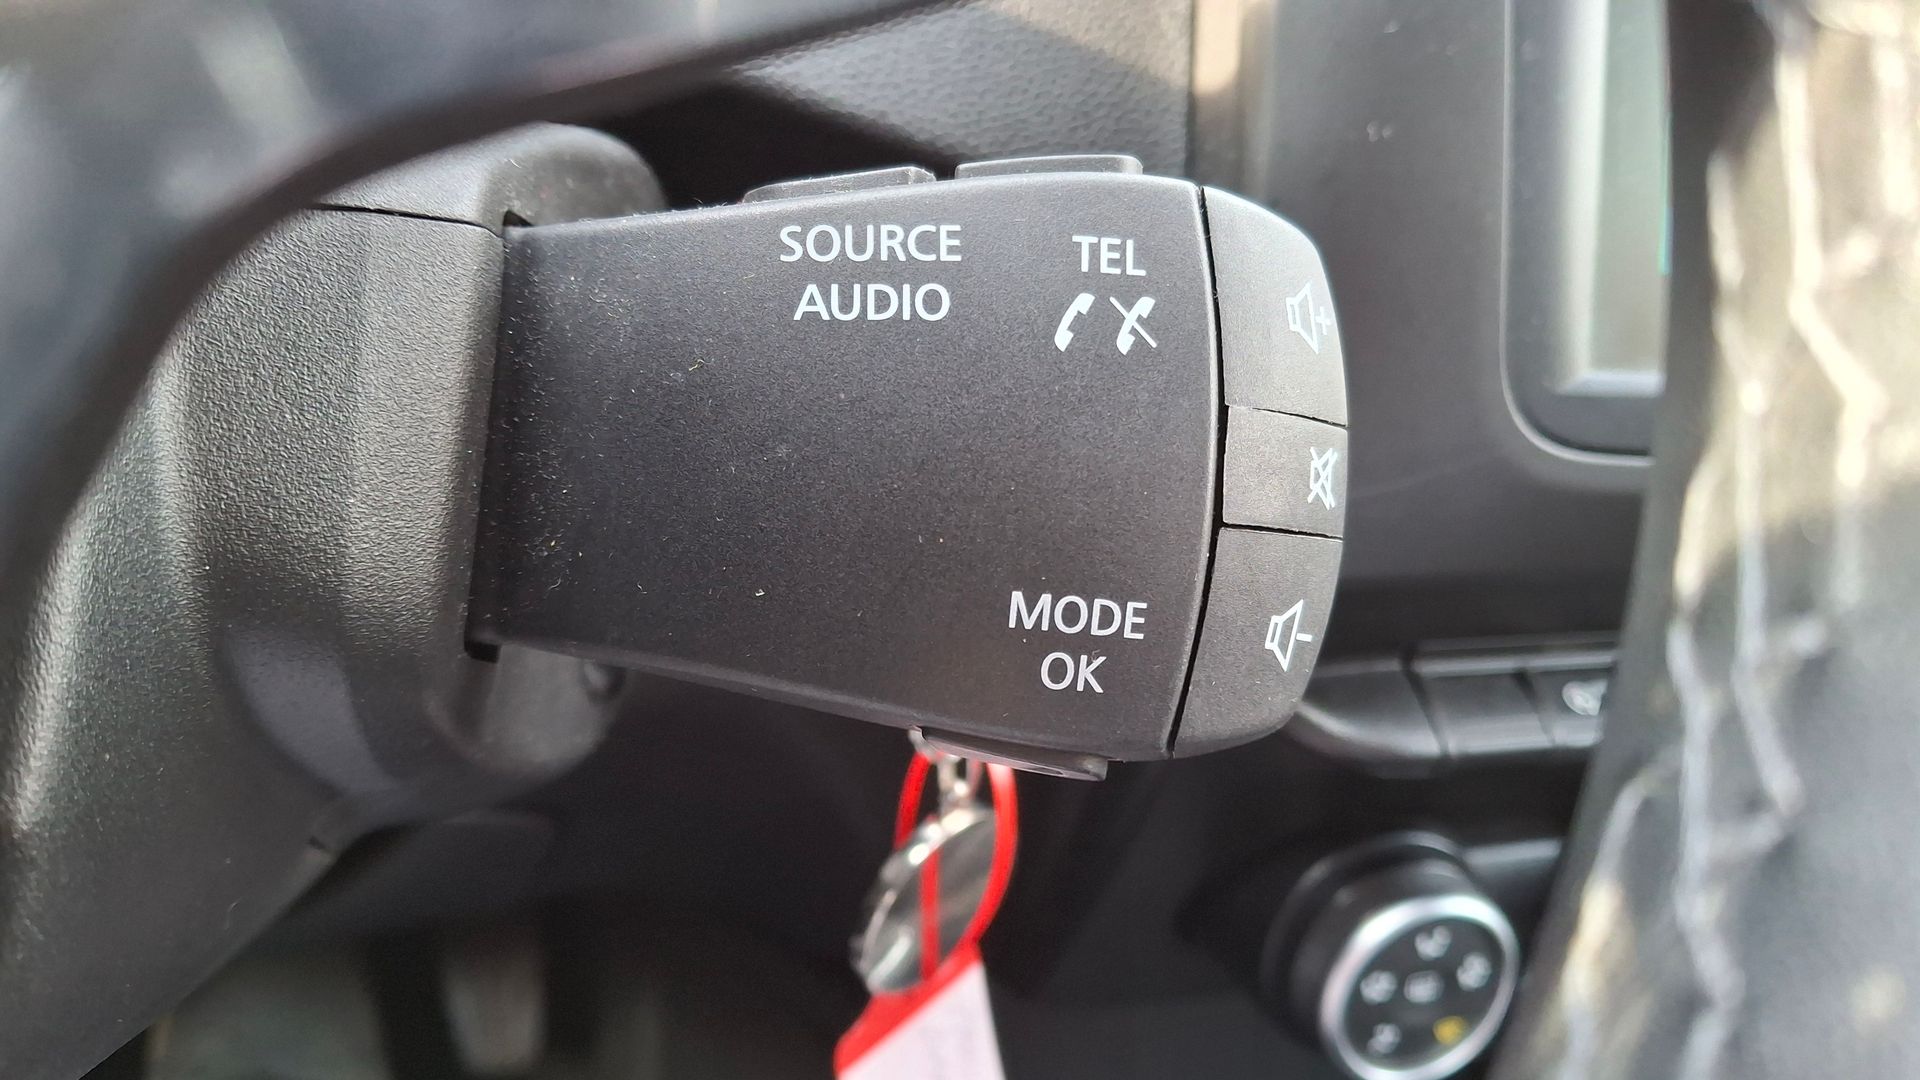 SOURCE
AUDIO
TEL
+
MODE
OK
-